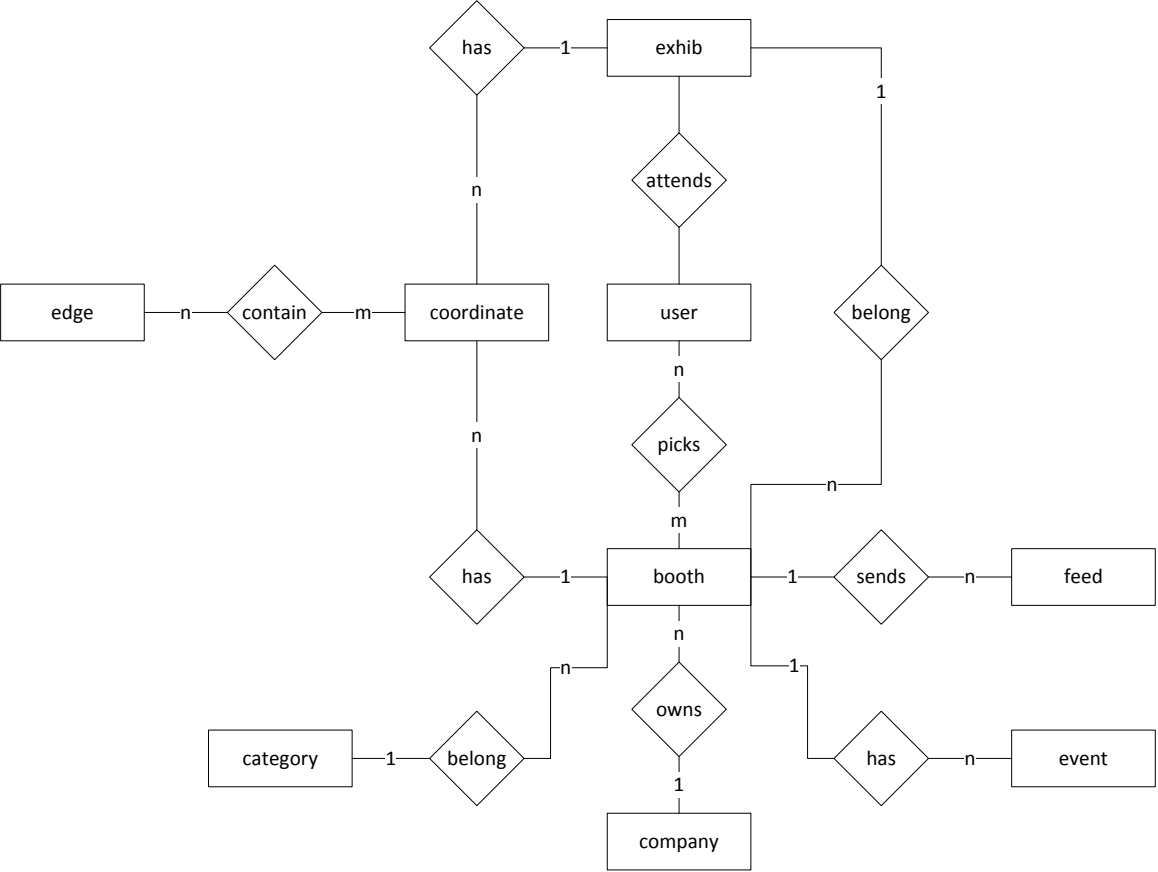 has
1
exhib
1
attends
n
edge
n
contain
m
coordinate
user
belong
n
n
picks
n
m
has
1
booth
1
sends
n
feed
n
n
1
owns
category
1
belong
has
n
event
1
company